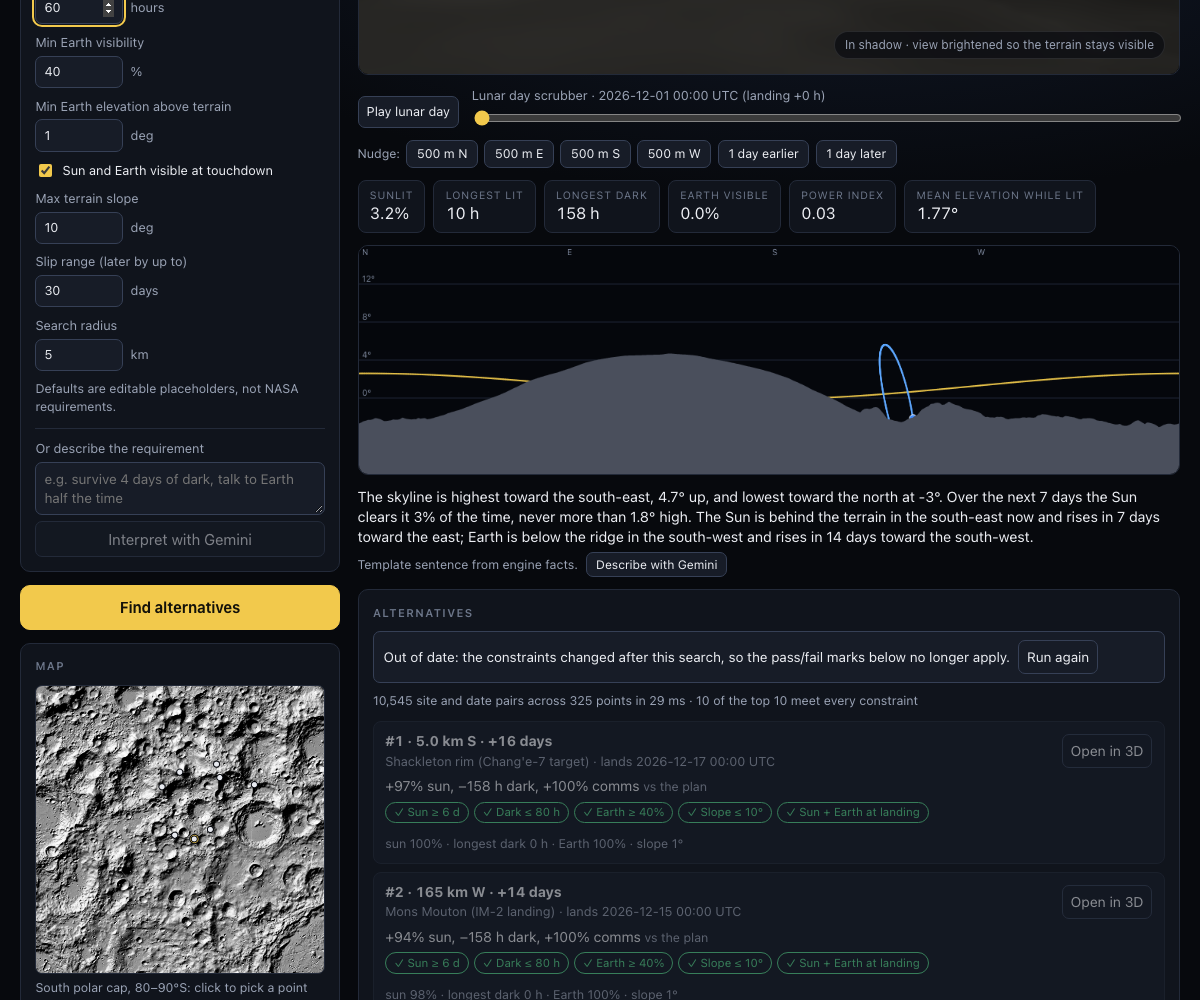 60 hours
Min Earth visibility
40 %
Min Earth elevation above terrain
1 deg
Sun and Earth visible at touchdown
Max terrain slope
10 deg
Slip range (later by up to)
30 days
Search radius
5 km
Defaults are editable placeholders, not NASA
requirements.
Or describe the requirement
e.g. survive 4 days of dark, talk to Earth
half the time
Interpret with Gemini
Find alternatives
MAP
South polar cap, 80–90°S: click to pick a point
In shadow · view brightened so the terrain stays visible
Play lunar day
Lunar day scrubber · 2026-12-01 00:00 UTC (landing +0 h)
Nudge: 500 m N 500 m E 500 m S 500 m W 1 day earlier 1 day later
SUNLIT
3.2%
LONGEST LIT
10 h
LONGEST DARK
158 h
EARTH VISIBLE
0.0%
POWER INDEX
0.03
MEAN ELEVATION WHILE LIT
1.77°
N E S W
12°
8°
4°
0°
The skyline is highest toward the south-east, 4.7° up, and lowest toward the north at -3°. Over the next 7 days the Sun
clears it 3% of the time, never more than 1.8° high. The Sun is behind the terrain in the south-east now and rises in 7 days
toward the east; Earth is below the ridge in the south-west and rises in 14 days toward the south-west.
Template sentence from engine facts. Describe with Gemini
ALTERNATIVES
Out of date: the constraints changed after this search, so the pass/fail marks below no longer apply. Run again
10,545 site and date pairs across 325 points in 29 ms · 10 of the top 10 meet every constraint
#1 · 5.0 km S · +16 days
Shackleton rim (Chang'e-7 target) · lands 2026-12-17 00:00 UTC
Open in 3D
+97% sun, −158 h dark, +100% comms vs the plan
✓ Sun ≥ 6 d ✓ Dark ≤ 80 h ✓ Earth ≥ 40% ✓ Slope ≤ 10° ✓ Sun + Earth at landing
sun 100% · longest dark 0 h · Earth 100% · slope 1°
#2 · 165 km W · +14 days
Mons Mouton (IM-2 landing) · lands 2026-12-15 00:00 UTC
Open in 3D
+94% sun, −158 h dark, +100% comms vs the plan
✓ Sun ≥ 6 d ✓ Dark ≤ 80 h ✓ Earth ≥ 40% ✓ Slope ≤ 10° ✓ Sun + Earth at landing
sun 98% · longest dark 0 h · Earth 100% · slope 1°